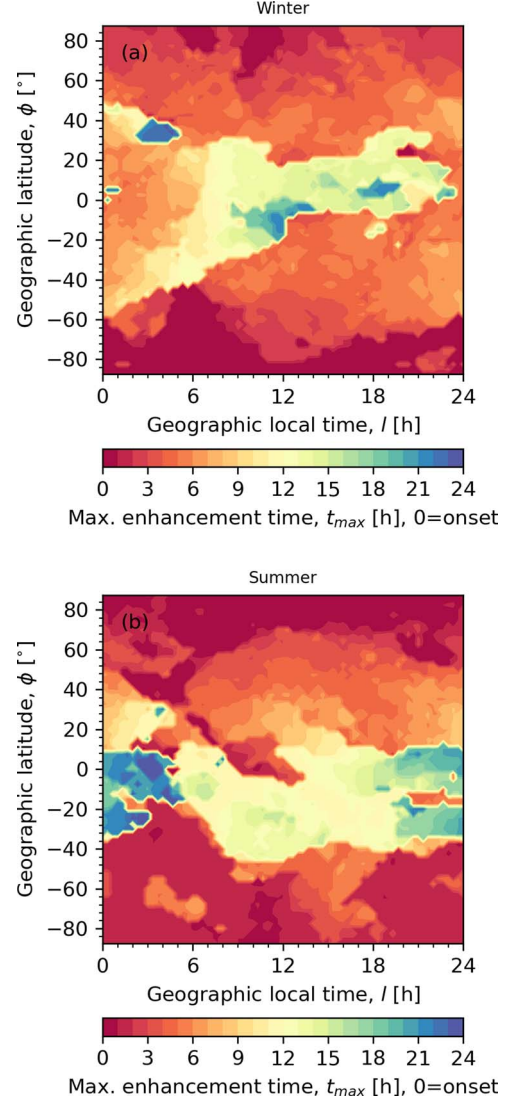 Winter
(a)
80
60
40
20
0
−20
−40
−60
−80
Geographic latitude, ϕ [°]
0 6 12 18 24
Geographic local time, l [h]
0 3 6 9 12 15 18 21 24
Max. enhancement time, tmax [h], 0=onset
Summer
(b)
80
60
40
20
0
−20
−40
−60
−80
Geographic latitude, ϕ [°]
0 6 12 18 24
Geographic local time, l [h]
0 3 6 9 12 15 18 21 24
Max. enhancement time, tmax [h], 0=onset